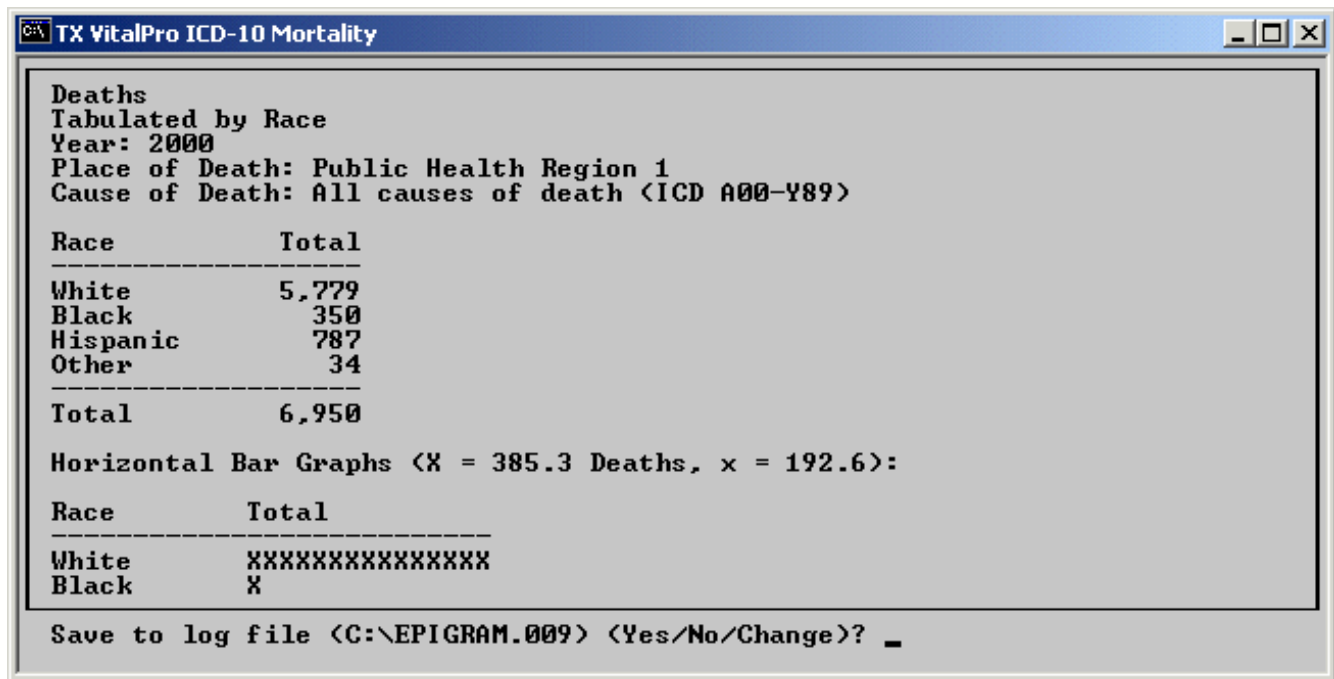 TX VitalPro ICD-10 Mortality
Deaths
Tabulated by Race
Year: 2000
Place of Death: Public Health Region 1
Cause of Death: All causes of death (ICD A00-Y89)
Race Total
--------------------
White 5,779
Black 350
Hispanic 787
Other 34
--------------------
Total 6,950
Horizontal Bar Graphs (X = 385.3 Deaths, x = 192.6):
Race Total
---------------------------
White XXXXXXXXXXXXXXX
Black X
Save to log file (C:\EPIGRAM.009) (Yes/No/Change)? _